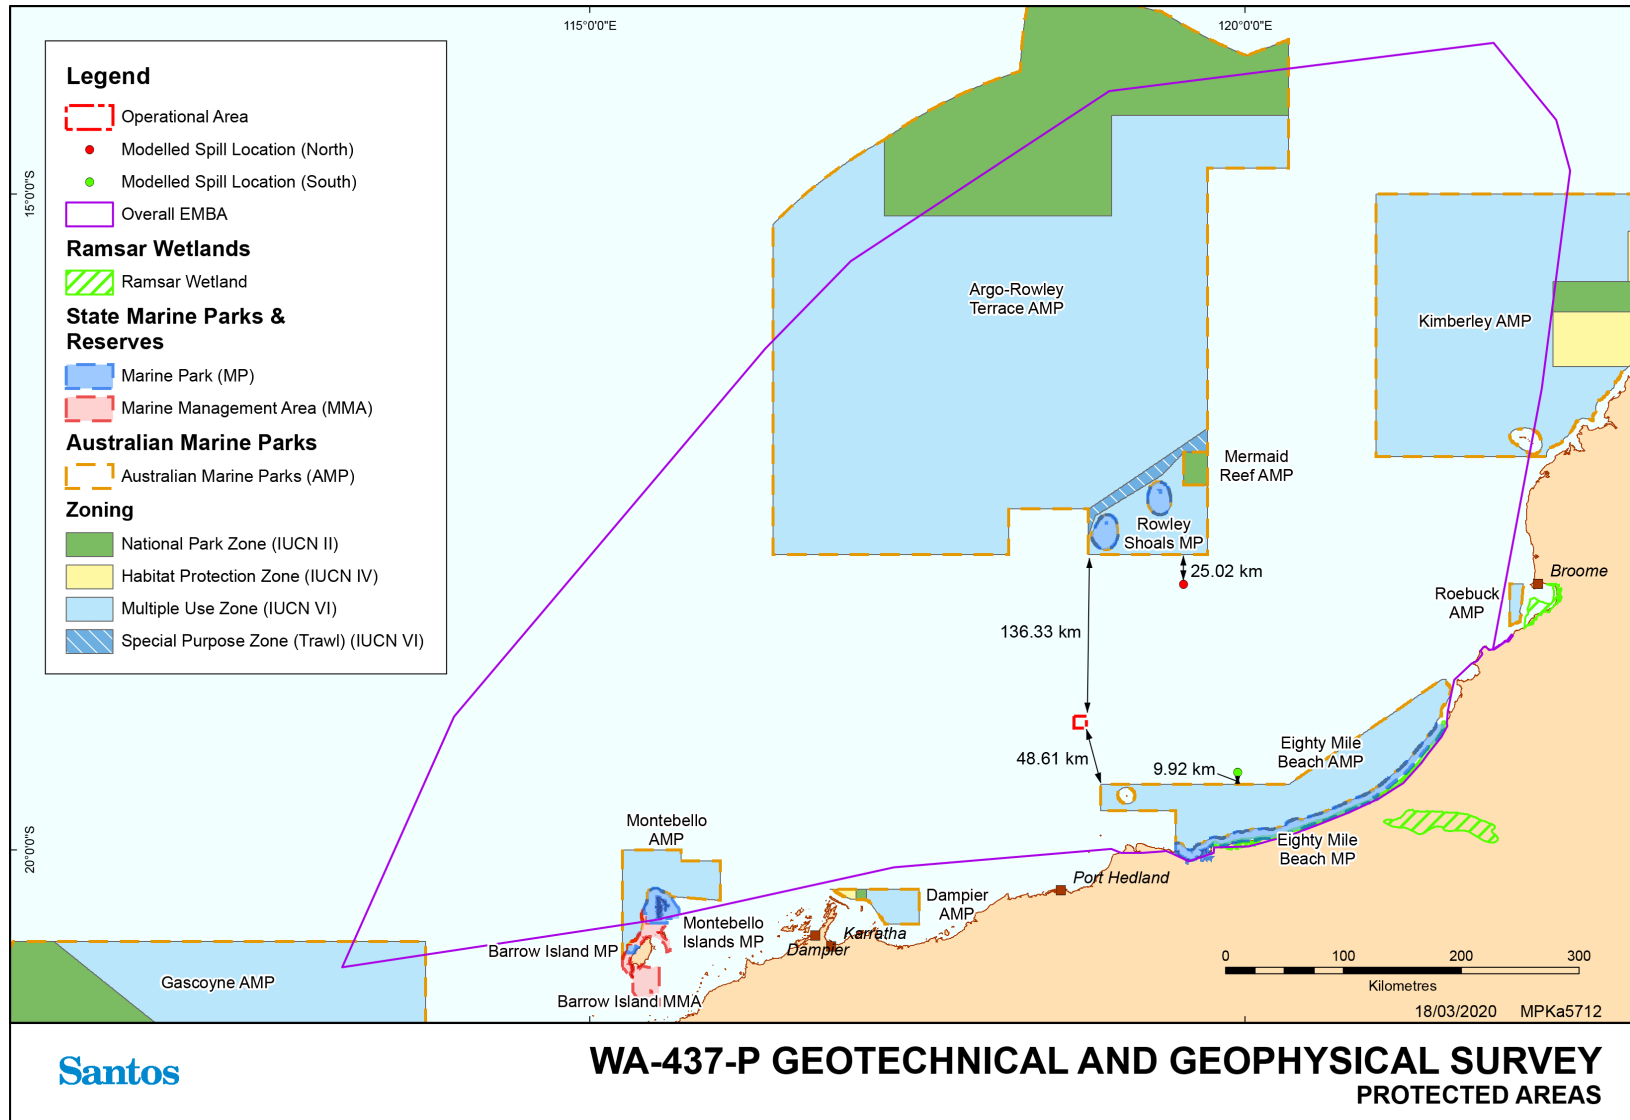 115°0'0"E
120°0'0"E
15°0'0"S
20°0'0"S
Legend
Operational Area
Modelled Spill Location (North)
Modelled Spill Location (South)
Overall EMBA
Ramsar Wetlands
Ramsar Wetland
State Marine Parks &
Reserves
Marine Park (MP)
Marine Management Area (MMA)
Australian Marine Parks
Australian Marine Parks (AMP)
Zoning
National Park Zone (IUCN II)
Habitat Protection Zone (IUCN IV)
Multiple Use Zone (IUCN VI)
Special Purpose Zone (Trawl) (IUCN VI)
Argo-Rowley
Terrace AMP
Kimberley AMP
Mermaid
Reef AMP
Rowley
Shoals MP
25.02 km
Broome
Roebuck
AMP
136.33 km
48.61 km
9.92 km
Eighty Mile
Beach AMP
Eighty Mile
Beach MP
Montebello
AMP
Port Hedland
Dampier
AMP
Montebello
Islands MP
Karratha
Dampier
Barrow Island MP
Barrow Island MMA
Gascoyne AMP
0 50 100 200 300
Kilometres
18/03/2020 MPKa5712
Santos
WA-437-P GEOTECHNICAL AND GEOPHYSICAL SURVEY
PROTECTED AREAS